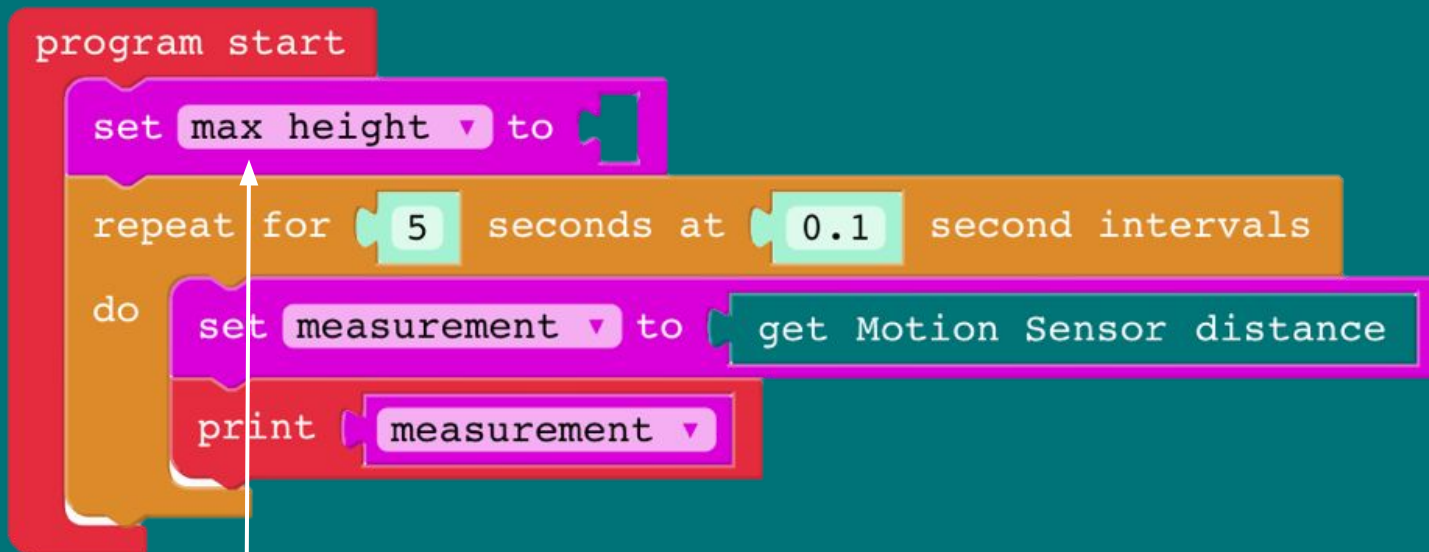 program start
set max height ▼ to
repeat for 5 seconds at 0.1 second intervals
do set measurement ▼ to get Motion Sensor distance
print measurement ▼